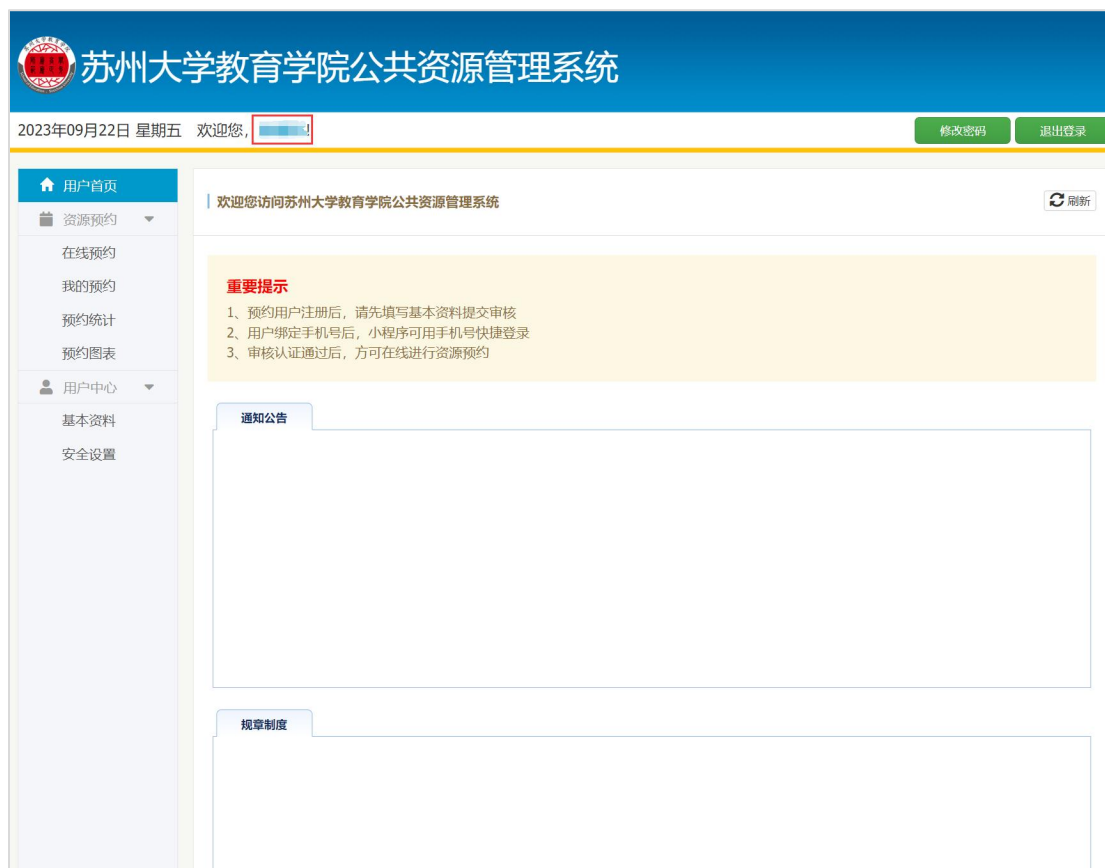 苏州大学教育学院公共资源管理系统
2023年09月22日 星期五 欢迎您, !
修改密码
退出登录
用户首页
资源预约
在线预约
我的预约
预约统计
预约图表
用户中心
基本资料
安全设置
欢迎您访问苏州大学教育学院公共资源管理系统
刷新
重要提示
1、预约用户注册后，请先填写基本资料提交审核
2、用户绑定手机号后，小程序可用手机号快捷登录
3、审核认证通过后，方可在线进行资源预约
通知公告
规章制度